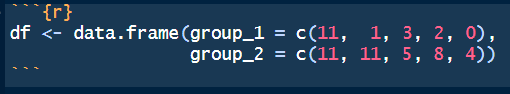 ```{r}
df <- data.frame(group_1 = c(11,  1, 3, 2, 0),
                 group_2 = c(11, 11, 5, 8, 4))
```